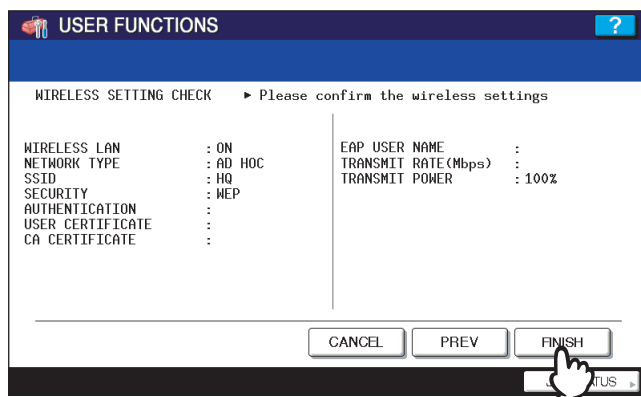 USER FUNCTIONS
?
WIRELESS SETTING CHECK ► Please confirm the wireless settings
WIRELESS LAN : ON
NETWORK TYPE : AD HOC
SSID : HQ
SECURITY : WEP
AUTHENTICATION :
USER CERTIFICATE :
CA CERTIFICATE :
EAP USER NAME :
TRANSMIT RATE(Mbps) :
TRANSMIT POWER : 100%
CANCEL PREV FINISH